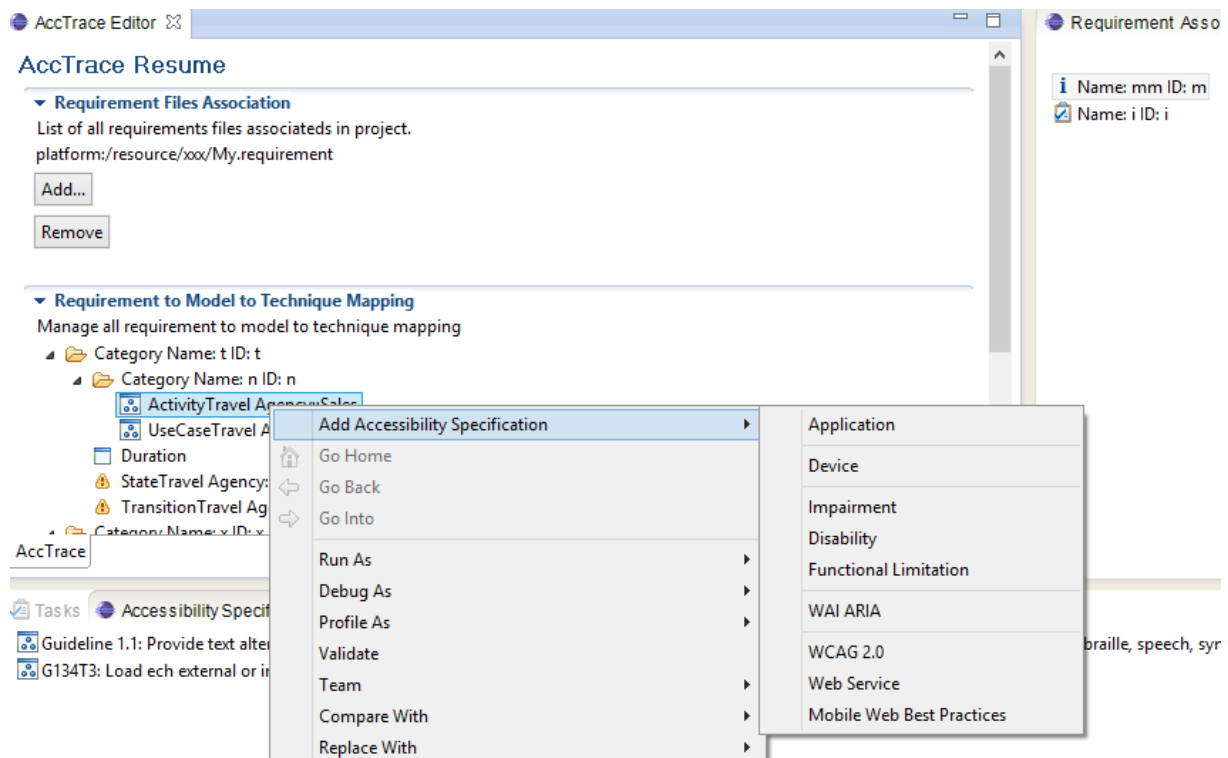 AccTrace Editor
Requirement Asso
AccTrace Resume
Requirement Files Association
List of all requirements files associateds in project.
platform:/resource/xxx/My.requirement
Add...
Remove
Name: mm ID: m
Name: i ID: i
Requirement to Model to Technique Mapping
Manage all requirement to model to technique mapping
Category Name: t ID: t
Category Name: n ID: n
ActivityTravel Agency::Sales
UseCaseTravel A
Duration
StateTravel Agency:
TransitionTravel Ag
Category Name: x ID: x
AccTrace
Add Accessibility Specification
Go Home
Go Back
Go Into
Run As
Debug As
Profile As
Validate
Team
Compare With
Replace With
Application
Device
Impairment
Disability
Functional Limitation
WAI ARIA
WCAG 2.0
Web Service
Mobile Web Best Practices
Tasks
Accessibility Specif
Guideline 1.1: Provide text alte
braille, speech, syn
G134T3: Load ech external or in